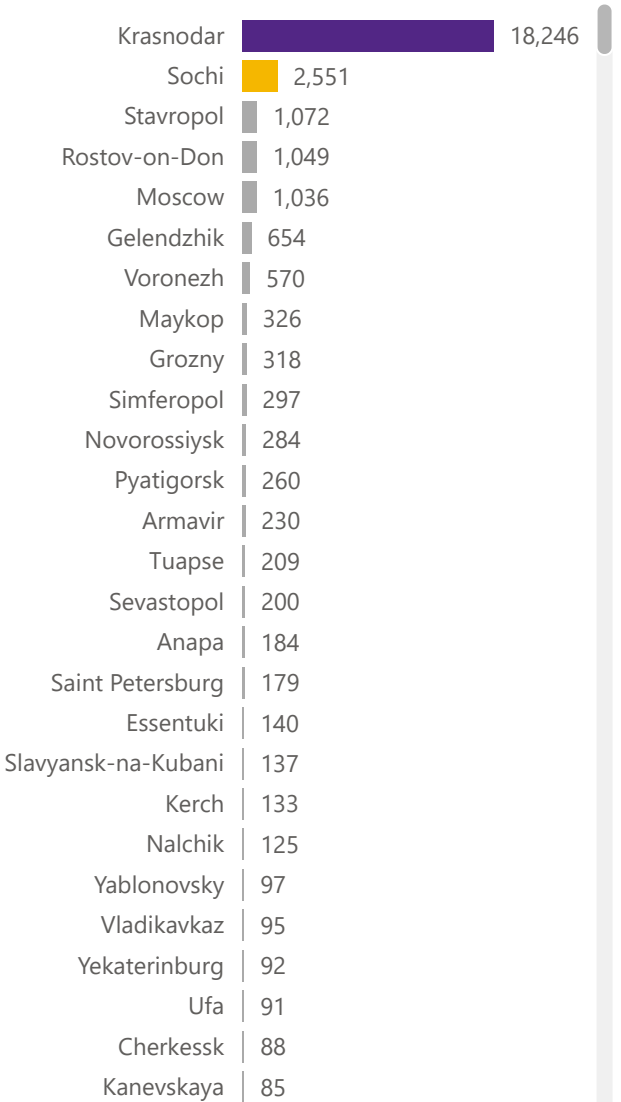 Krasnodar 18,246
Sochi 2,551
Stavropol 1,072
Rostov-on-Don 1,049
Moscow 1,036
Gelendzhik 654
Voronezh 570
Maykop 326
Grozny 318
Simferopol 297
Novorossiysk 284
Pyatigorsk 260
Armavir 230
Tuapse 209
Sevastopol 200
Anapa 184
Saint Petersburg 179
Essentuki 140
Slavyansk-na-Kubani 137
Kerch 133
Nalchik 125
Yablonovsky 97
Vladikavkaz 95
Yekaterinburg 92
Ufa 91
Cherkessk 88
Kanevskaya 85